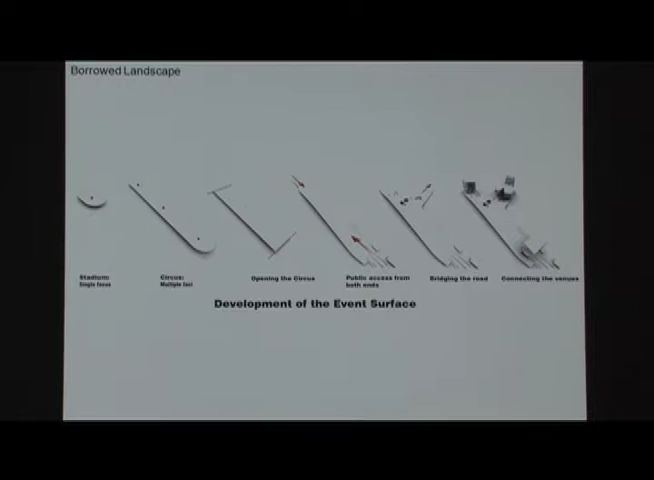 Borrowed Landscape
Stadium:
Single focus
Circus:
Multiple foci
Opening the Circus
Public access from
both ends
Bridging the road
Connecting the venues
Development of the Event Surface